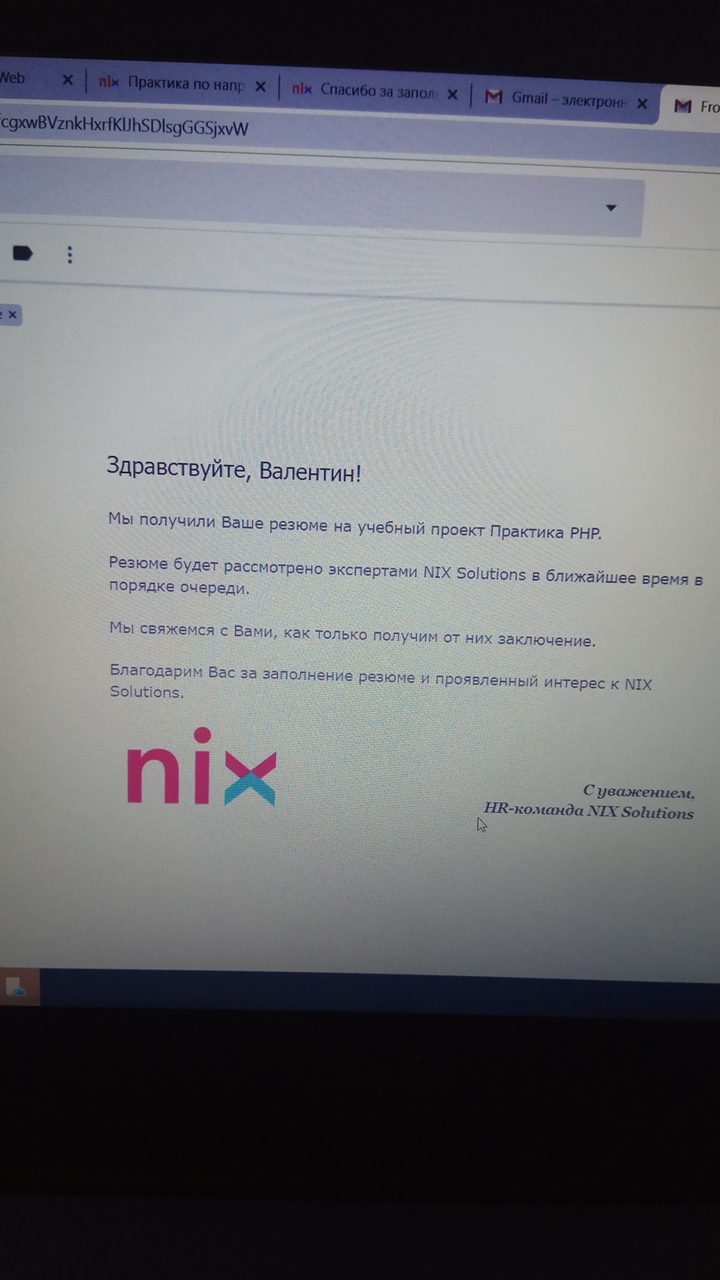 Web
nix Практика по напр
nix Спасибо за запол
Gmail – электронн
Fro
cgxwBVznkHxrfKlJhSDlsgGGSjxvW
Здравствуйте, Валентин!
Мы получили Ваше резюме на учебный проект Практика PHP.
Резюме будет рассмотрено экспертами NIX Solutions в ближайшее время в
порядке очереди.
Мы свяжемся с Вами, как только получим от них заключение.
Благодарим Вас за заполнение резюме и проявленный интерес к NIX
Solutions.
nix
С уважением,
HR-команда NIX Solutions